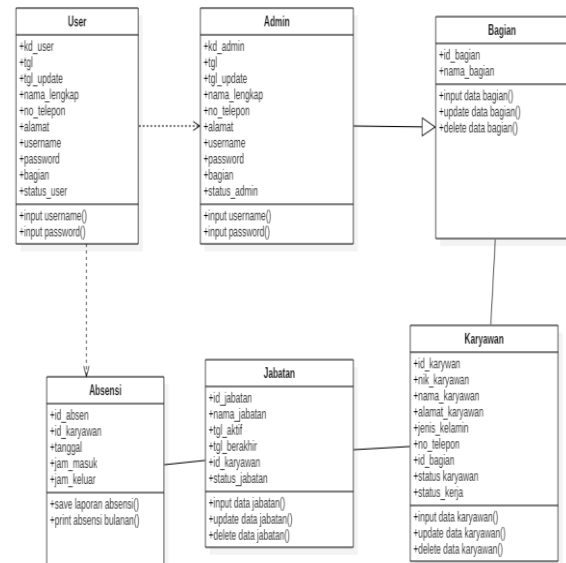 User
+kd_user
+tgl
+tgl_update
+nama_lengkap
+no_telepon
+alamat
+username
+password
+bagian
+status_user
+input username()
+input password()
Admin
+kd_admin
+tgl
+tgl_update
+nama_lengkap
+no_telepon
+alamat
+username
+password
+bagian
+status_admin
+input username()
+input password()
Bagian
+id_bagian
+nama_bagian
+input data bagian()
+update data bagian()
+delete data bagian()
Absensi
+id_absen
+id_karyawan
+tanggal
+jam_masuk
+jam_keluar
+save laporan absensi()
+print absensi bulanan()
Jabatan
+id_jabatan
+nama_jabatan
+tgl_aktif
+tgl_berakhir
+id_karyawan
+status_jabatan
+input data jabatan()
+update data jabatan()
+delete data jabatan()
Karyawan
+id_karywan
+nik_karyawan
+nama_karyawan
+alamat_karyawan
+jenis_kelamin
+no_telepon
+id_bagian
+status karyawan
+status_kerja
+input data karyawan()
+update data karyawan()
+delete data karyawan()